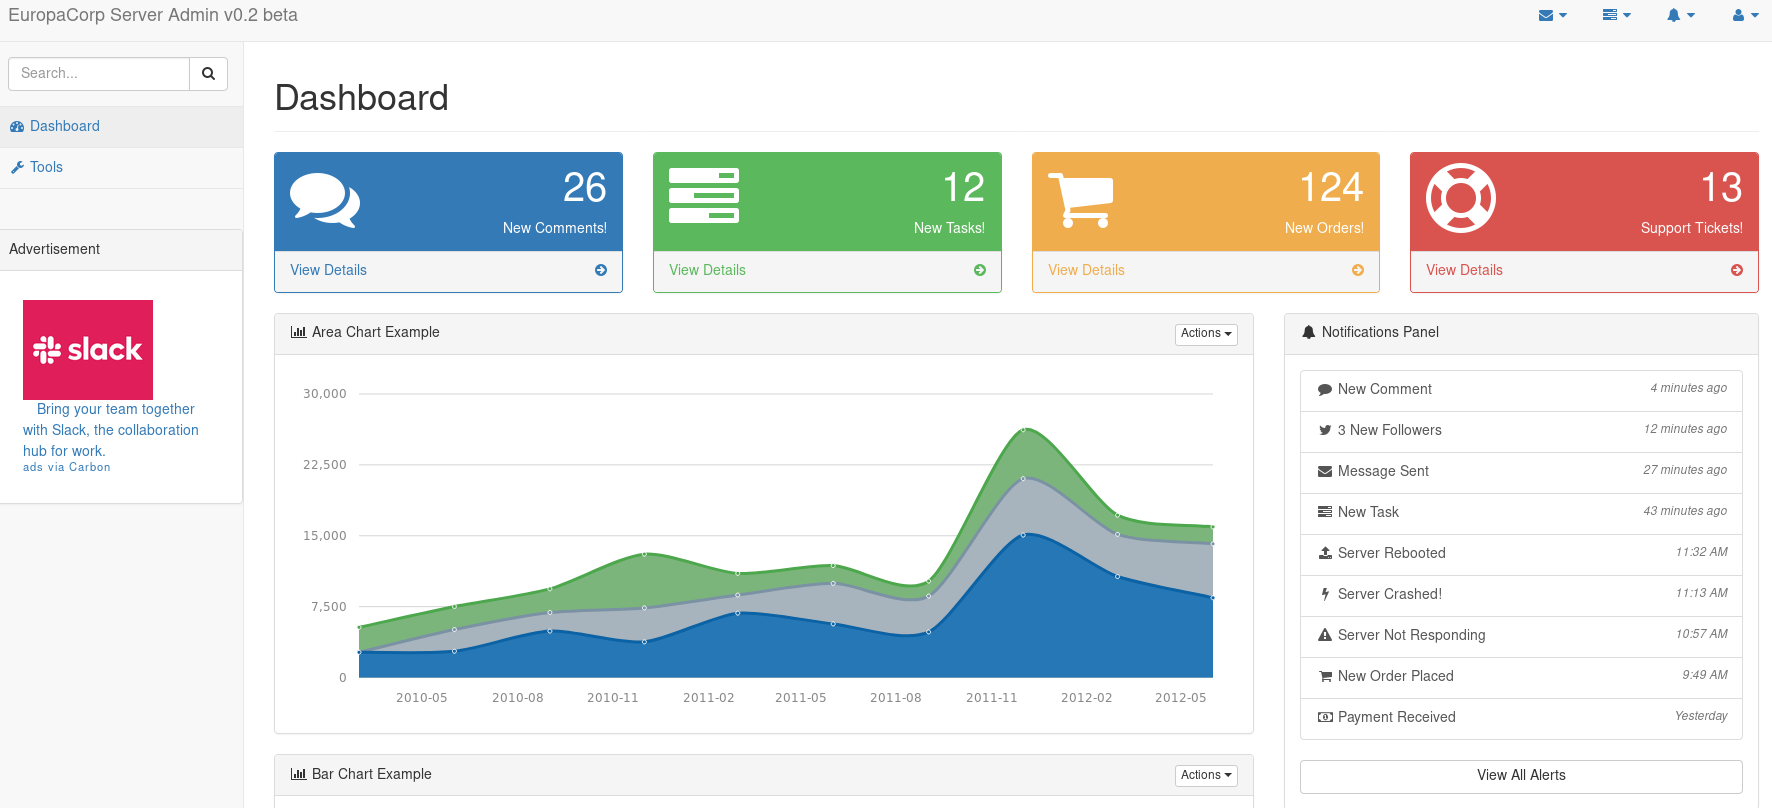 EuropaCorp Server Admin v0.2 beta
Search...
Dashboard
Tools
Advertisement
slack
Bring your team together
with Slack, the collaboration
hub for work.
ads via Carbon
Dashboard
26
New Comments!
View Details
12
New Tasks!
View Details
124
New Orders!
View Details
13
Support Tickets!
View Details
Area Chart Example
Actions
30,000
22,500
15,000
7,500
0
2010-05 2010-08 2010-11 2011-02 2011-05 2011-08 2011-11 2012-02 2012-05
Bar Chart Example
Actions
Notifications Panel
New Comment 4 minutes ago
3 New Followers 12 minutes ago
Message Sent 27 minutes ago
New Task 43 minutes ago
Server Rebooted 11:32 AM
Server Crashed! 11:13 AM
Server Not Responding 10:57 AM
New Order Placed 9:49 AM
Payment Received Yesterday
View All Alerts